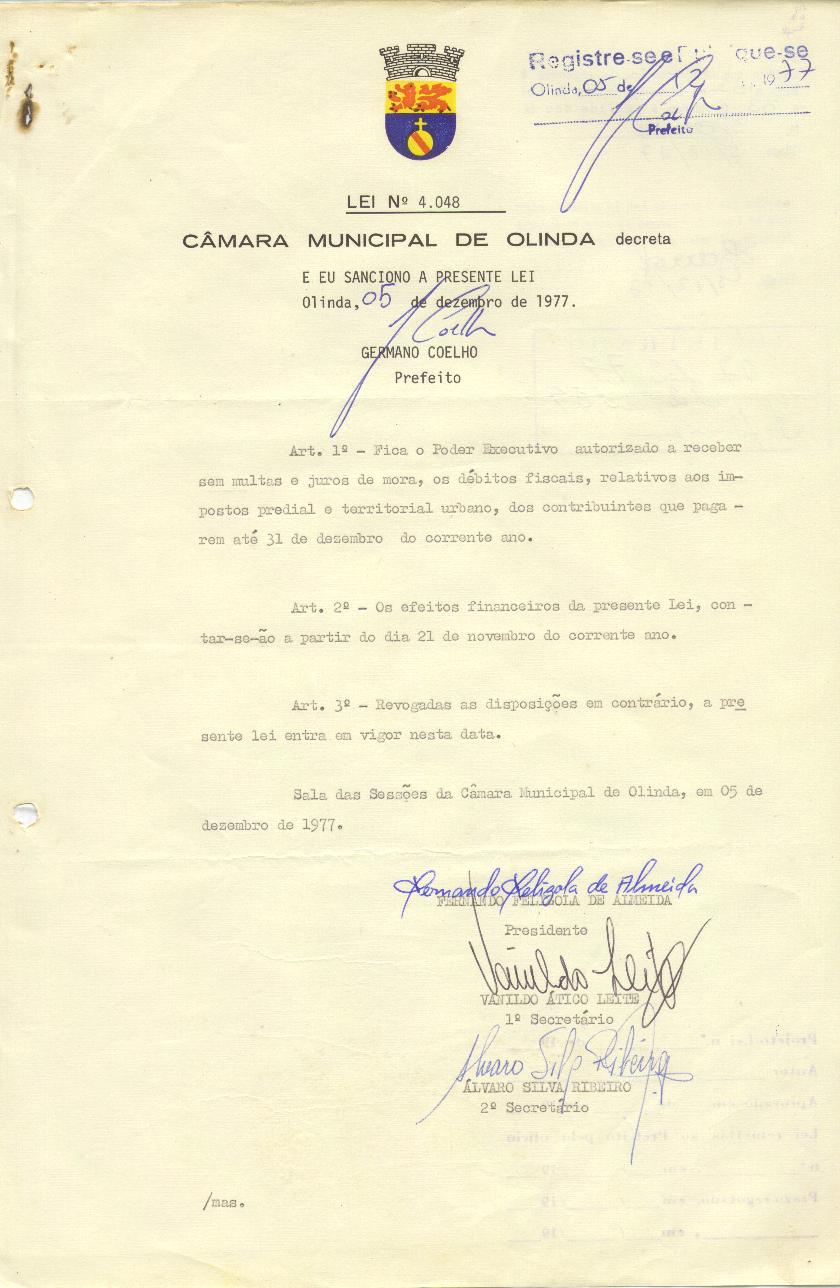 Registre-se e que-se
Olinda, 05 de 12 1977
Prefeito
LEI Nº 4.048
CÂMARA MUNICIPAL DE OLINDA decreta
E EU SANCIONO A PRESENTE LEI
Olinda, 05 de dezembro de 1977.
Coelho
GERMANO COELHO
Prefeito
Art. 1º - Fica o Poder Executivo autorizado a receber
sem multas e juros de mora, os débitos fiscais, relativos aos im-
postos predial e territorial urbano, dos contribuintes que paga -
rem até 31 de dezembro do corrente ano.
Art. 2º - Os efeitos financeiros da presente Lei, con -
tar-se-ão a partir do dia 21 de novembro do corrente ano.
Art. 3º - Revogadas as disposições em contrário, a pre
sente lei entra em vigor nesta data.
Sala das Sessões da Câmara Municipal de Olinda, em 05 de
dezembro de 1977.
Fernando Feligola de Almeida
FERNANDO FELIGOLA DE ALMEIDA
Presidente
Vanildo Leite
VANILDO ÁTICO LEITE
1º Secretário
Alvaro Silva Ribeiro
ÁLVARO SILVA RIBEIRO
2º Secretário
/mas.